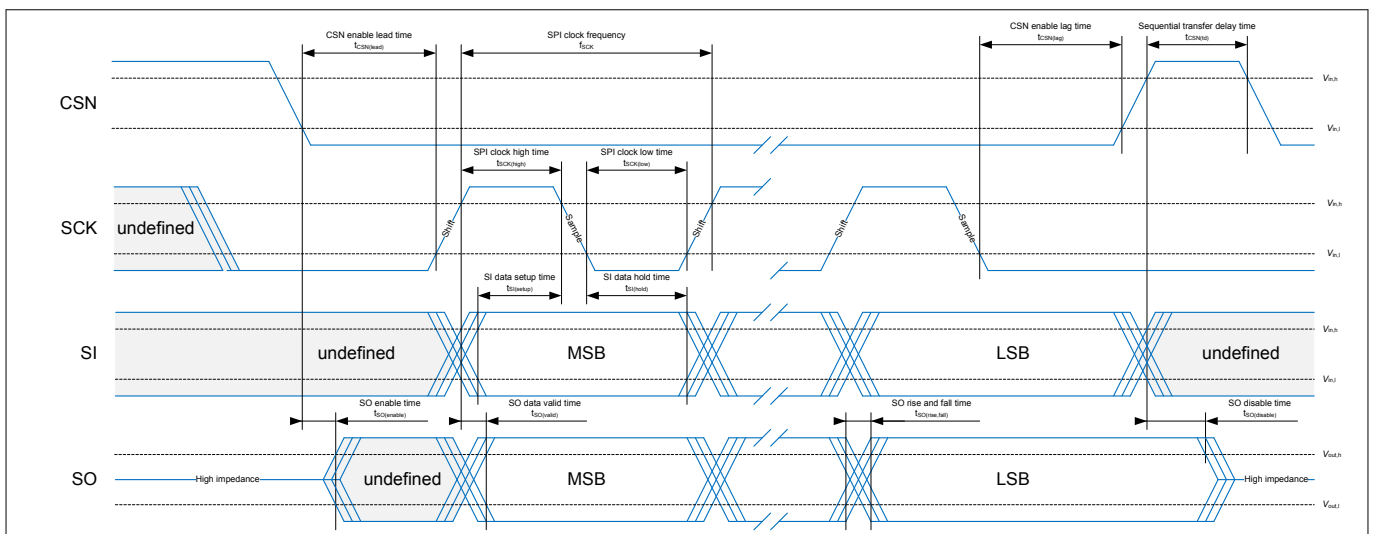 CSN enable lead time
tCSN(lead)
SPI clock frequency
fSCK
CSN enable lag time
tCSN(lag)
Sequential transfer delay time
tCSN(td)
CSN
Vin,h
Vin,l
SPI clock high time
tSCK(high)
SPI clock low time
tSCK(low)
SCK
undefined
Shift
Sample
Shift
Shift
Sample
Vin,h
Vin,l
SI data setup time
tSI(setup)
SI data hold time
tSI(hold)
SI
undefined
MSB
LSB
undefined
Vin,h
Vin,l
SO enable time
tSO(enable)
SO data valid time
tSO(valid)
SO rise and fall time
tSO(rise,fall)
SO disable time
tSO(disable)
SO
High impedance
undefined
MSB
LSB
High impedance
Vout,h
Vout,l